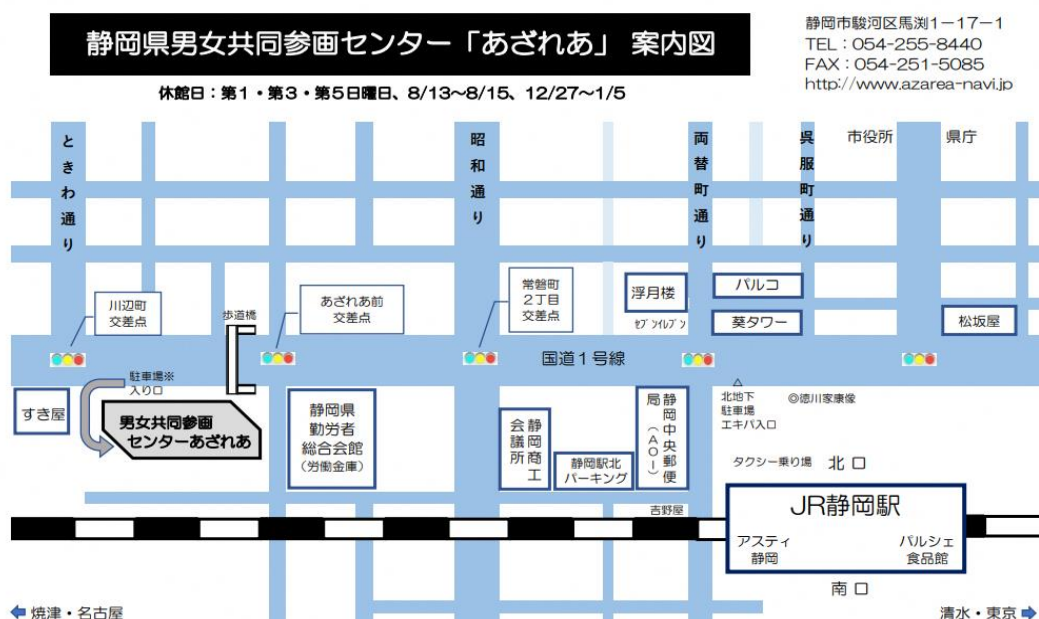 静岡県男女共同参画センター「あざれあ」 案内図
静岡市駿河区馬渕1－17－1
TEL：054-255-8440
FAX：054-251-5085
http://www.azarea-navi.jp
休館日：第1・第3・第5日曜日、8/13～8/15、12/27～1/5
ときわ通り
昭和通り
両替町通り
呉服町通り
市役所
県庁
川辺町
交差点
歩道橋
あざれあ前
交差点
常磐町
2丁目
交差点
浮月楼
セブンイレブン
パルコ
葵タワー
松坂屋
国道1号線
すき屋
駐車場※
入り口
男女共同参画
センターあざれあ
静岡県
勤労者
総合会館
（労働金庫）
静岡商工
会議所
静岡駅北
パーキング
静岡中央郵便
局（AOI）
△
北地下
駐車場
エキパ入口
◎徳川家康像
タクシー乗り場
北口
吉野屋
JR静岡駅
アスティ
静岡
パルシェ
食品館
南口
焼津・名古屋
清水・東京